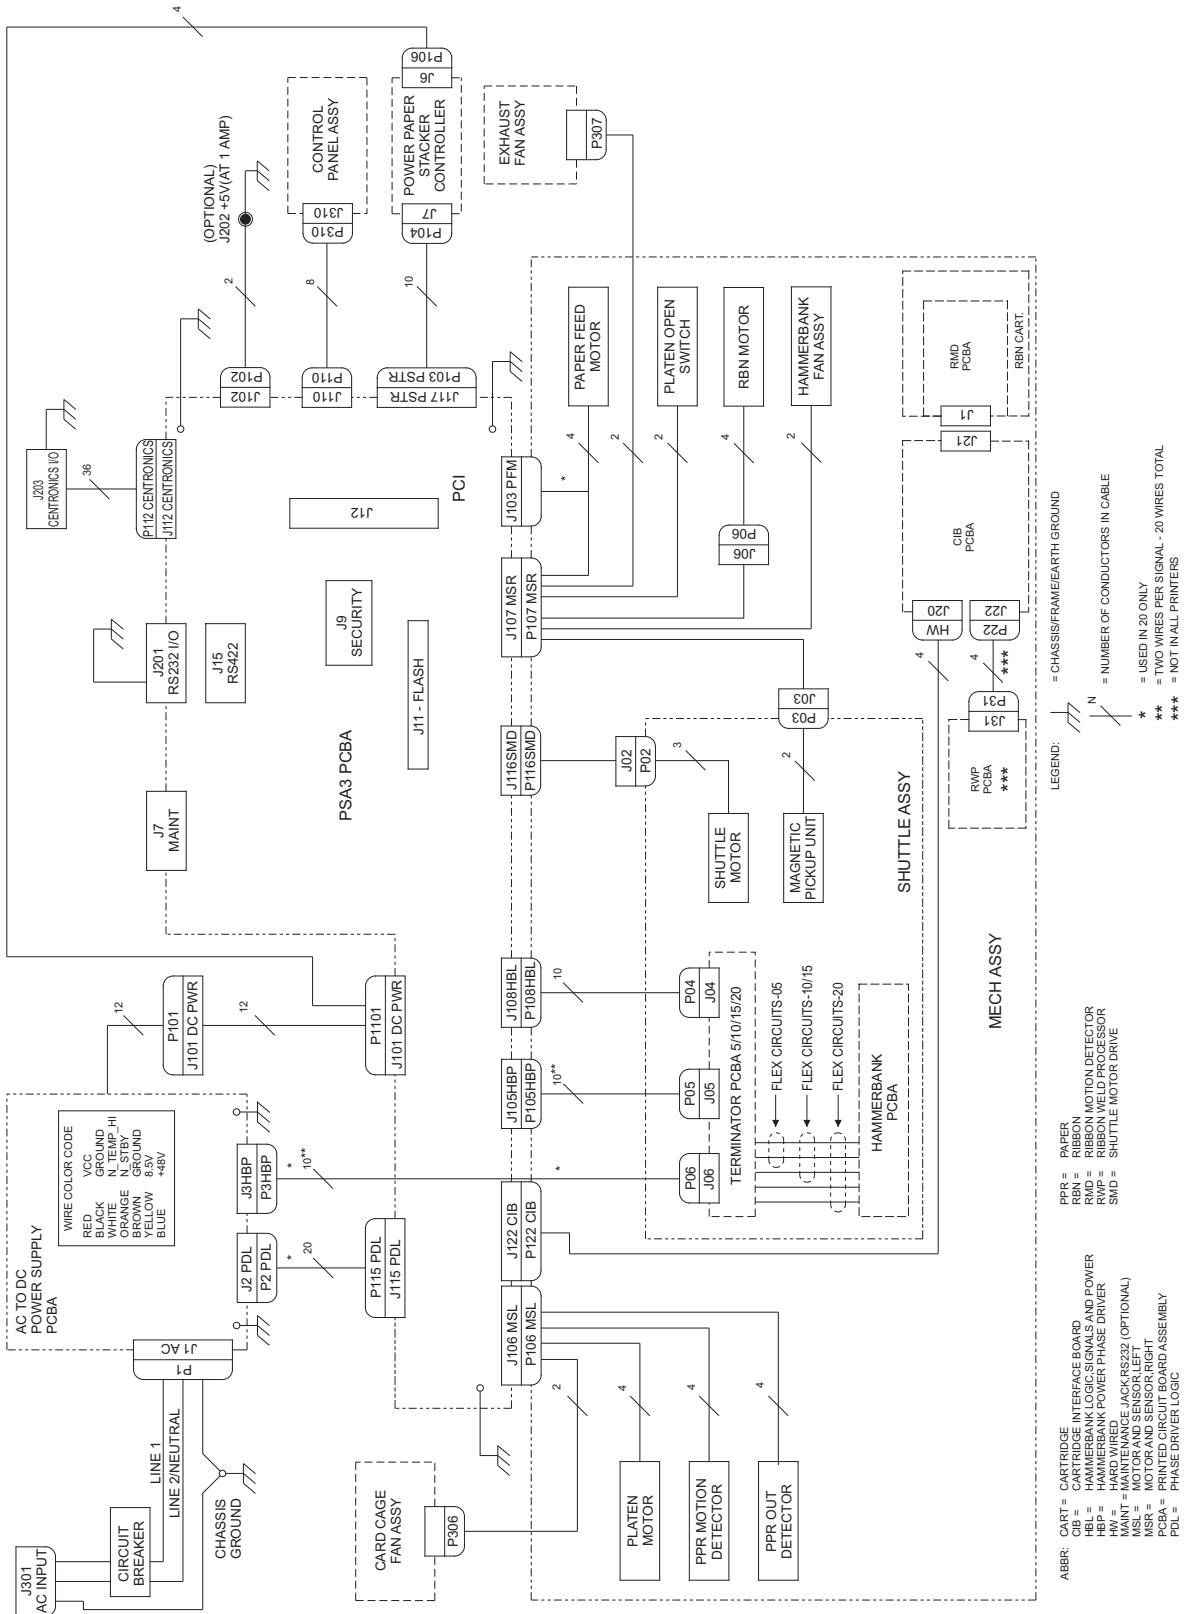 J301
AC INPUT
CIRCUIT
BREAKER
LINE 1
LINE 2/NEUTRAL
CHASSIS
GROUND
P1
J1 AC
AC TO DC
POWER SUPPLY
PCBA
WIRE COLOR CODE
RED VCC
BLACK GROUND
WHITE N_TEMP_HI
ORANGE N_STBY
BROWN GROUND
YELLOW 8.5V
BLUE +48V
J2 PDL
P2 PDL
J3HBP
P3HBP
*
20
*
10**
12
P101
J101 DC PWR
12
P1101
J101 DC PWR
P115 PDL
J115 PDL
4
J7
MAINT
J201
RS232 I/O
J15
RS422
J203
CENTRONICS I/O
36
P112 CENTRONICS
J112 CENTRONICS
PSA3 PCBA
J9
SECURITY
J11 - FLASH
J12
PCI
J102
P102
2
(OPTIONAL)
J202 +5V(AT 1 AMP)
J110
P110
8
P310
J310
CONTROL
PANEL ASSY
J117 PSTR
P103 PSTR
10
P104
J7
POWER PAPER
STACKER
CONTROLLER
J6
P106
EXHAUST
FAN ASSY
P307
CARD CAGE
FAN ASSY
P306
J106 MSL
P106 MSL
J122 CIB
P122 CIB
*
J105HBP
P105HBP
J108HBL
P108HBL
J116SMD
P116SMD
J107 MSR
P107 MSR
J103 PFM
*
2
4
4
4
PLATEN
MOTOR
PPR MOTION
DETECTOR
PPR OUT
DETECTOR
10**
10
P06
J06
P05
J05
P04
J04
TERMINATOR PCBA 5/10/15/20
FLEX CIRCUITS-05
FLEX CIRCUITS-10/15
FLEX CIRCUITS-20
HAMMERBANK
PCBA
J02
P02
3
SHUTTLE
MOTOR
J03
P03
2
MAGNETIC
PICKUP UNIT
SHUTTLE ASSY
MECH ASSY
4
PAPER FEED
MOTOR
2
2
PLATEN OPEN
SWITCH
J06
P06
4
RBN MOTOR
2
HAMMERBANK
FAN ASSY
4
HW
J20
P22
J22
4
***
P31
J31
RWP
PCBA
***
CIB
PCBA
J21
J1
RMD
PCBA
RBN CART.
LEGEND:
= CHASSIS/FRAME/EARTH GROUND
N = NUMBER OF CONDUCTORS IN CABLE
* = USED IN 20 ONLY
** = TWO WIRES PER SIGNAL - 20 WIRES TOTAL
*** = NOT IN ALL PRINTERS
ABBR: CART = CARTRIDGE
CIB = CARTRIDGE INTERFACE BOARD
HBL = HAMMERBANK LOGIC,SIGNALS AND POWER
HBP = HAMMERBANK POWER PHASE DRIVER
HW = HARD WIRED
MAINT = MAINTENANCE JACK,RS232 (OPTIONAL)
MSL = MOTOR AND SENSOR,LEFT
MSR = MOTOR AND SENSOR,RIGHT
PCBA = PRINTED CIRCUIT BOARD ASSEMBLY
PDL = PHASE DRIVER LOGIC
PPR = PAPER
RBN = RIBBON
RMD = RIBBON MOTION DETECTOR
RWP = RIBBON WELD PROCESSOR
SMD = SHUTTLE MOTOR DRIVE